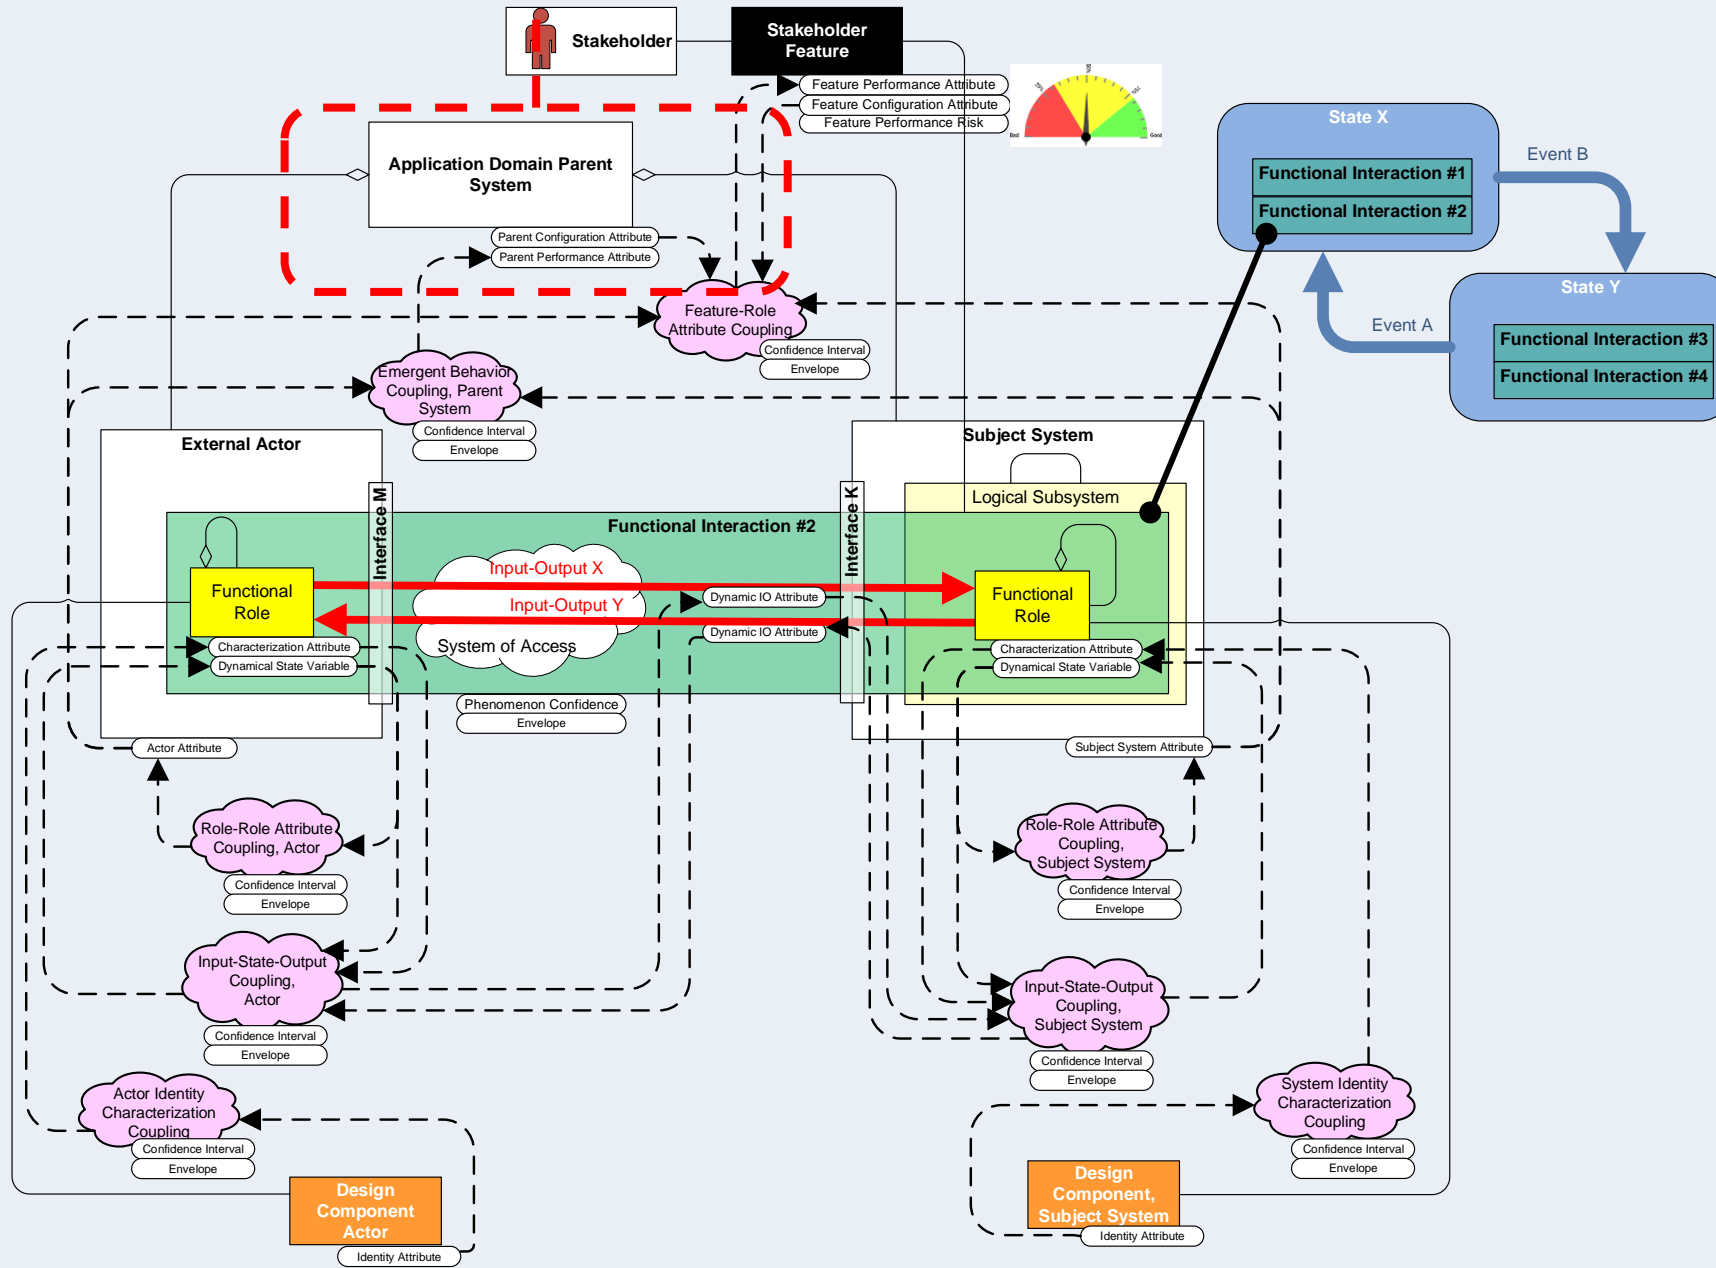 Stakeholder
Stakeholder
Feature
Feature Performance Attribute
Feature Configuration Attribute
Feature Performance Risk
50%
Bad
Good
Application Domain Parent
System
Parent Configuration Attribute
Parent Performance Attribute
State X
Functional Interaction #1
Functional Interaction #2
Event B
State Y
Event A
Functional Interaction #3
Functional Interaction #4
Feature-Role
Attribute Coupling
Confidence Interval
Envelope
Emergent Behavior
Coupling, Parent
System
Confidence Interval
Envelope
External Actor
Subject System
Logical Subsystem
Interface M
Interface K
Functional Interaction #2
Functional
Role
Characterization Attribute
Dynamical State Variable
Input-Output X
Input-Output Y
System of Access
Dynamic IO Attribute
Dynamic IO Attribute
Functional
Role
Characterization Attribute
Dynamical State Variable
Phenomenon Confidence
Envelope
Actor Attribute
Subject System Attribute
Role-Role Attribute
Coupling, Actor
Confidence Interval
Envelope
Role-Role Attribute
Coupling,
Subject System
Confidence Interval
Envelope
Input-State-Output
Coupling,
Actor
Confidence Interval
Envelope
Input-State-Output
Coupling,
Subject System
Confidence Interval
Envelope
Actor Identity
Characterization
Coupling
Confidence Interval
Envelope
System Identity
Characterization
Coupling
Confidence Interval
Envelope
Design
Component
Actor
Identity Attribute
Design
Component,
Subject System
Identity Attribute